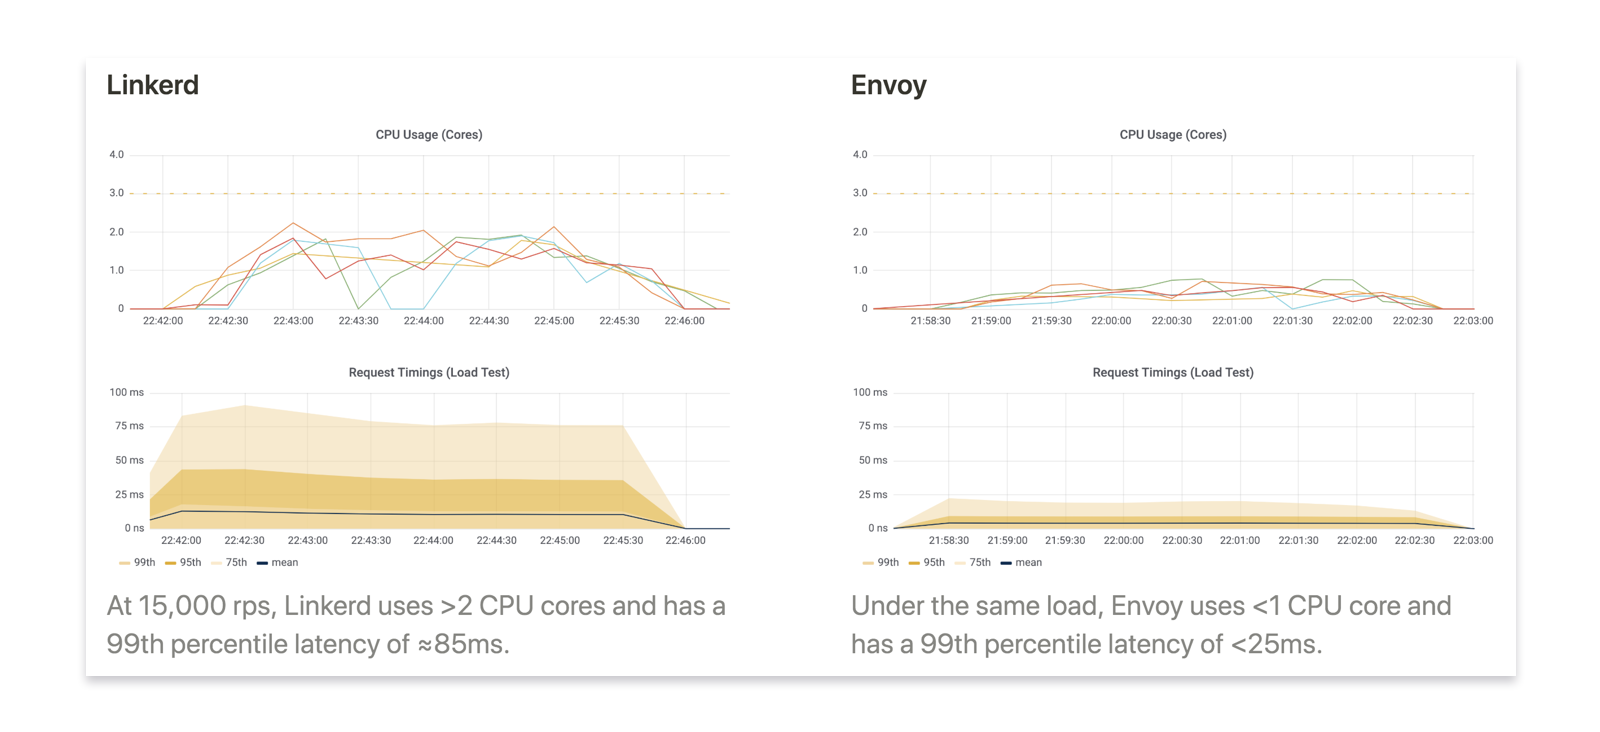 Linkerd
CPU Usage (Cores)
4.0
3.0
2.0
1.0
0
22:42:00 22:42:30 22:43:00 22:43:30 22:44:00 22:44:30 22:45:00 22:45:30 22:46:00
Request Timings (Load Test)
100 ms
75 ms
50 ms
25 ms
0 ns
22:42:00 22:42:30 22:43:00 22:43:30 22:44:00 22:44:30 22:45:00 22:45:30 22:46:00
99th 95th 75th mean
At 15,000 rps, Linkerd uses >2 CPU cores and has a
99th percentile latency of ≈85ms.
Envoy
CPU Usage (Cores)
4.0
3.0
2.0
1.0
0
21:58:30 21:59:00 21:59:30 22:00:00 22:00:30 22:01:00 22:01:30 22:02:00 22:02:30 22:03:00
Request Timings (Load Test)
100 ms
75 ms
50 ms
25 ms
0 ns
21:58:30 21:59:00 21:59:30 22:00:00 22:00:30 22:01:00 22:01:30 22:02:00 22:02:30 22:03:00
99th 95th 75th mean
Under the same load, Envoy uses <1 CPU core and
has a 99th percentile latency of <25ms.